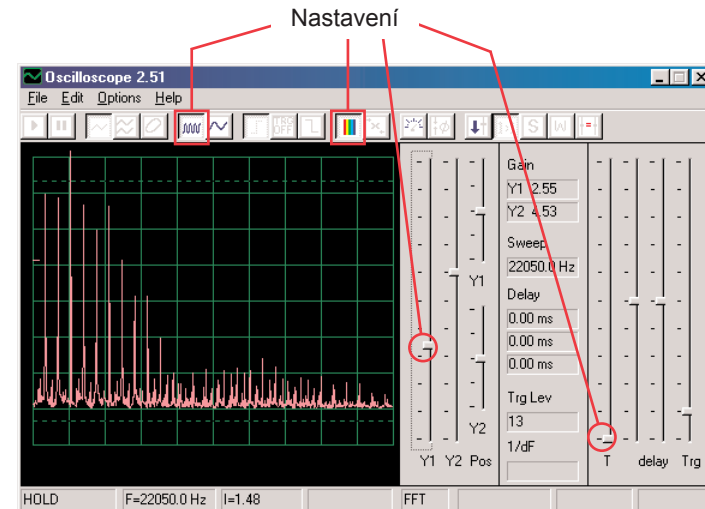 Nastavení
Oscilloscope 2.51
File Edit Options Help
TRG
OFF
S W
Gain
Y1 2.55
Y2 4.53
Sweep
22050.0 Hz
Y1
Delay
0.00 ms
0.00 ms
0.00 ms
Trg Lev
13
Y2
1/dF
Y1 Y2 Pos
T delay Trg
HOLD F=22050.0 Hz I=1.48 FFT